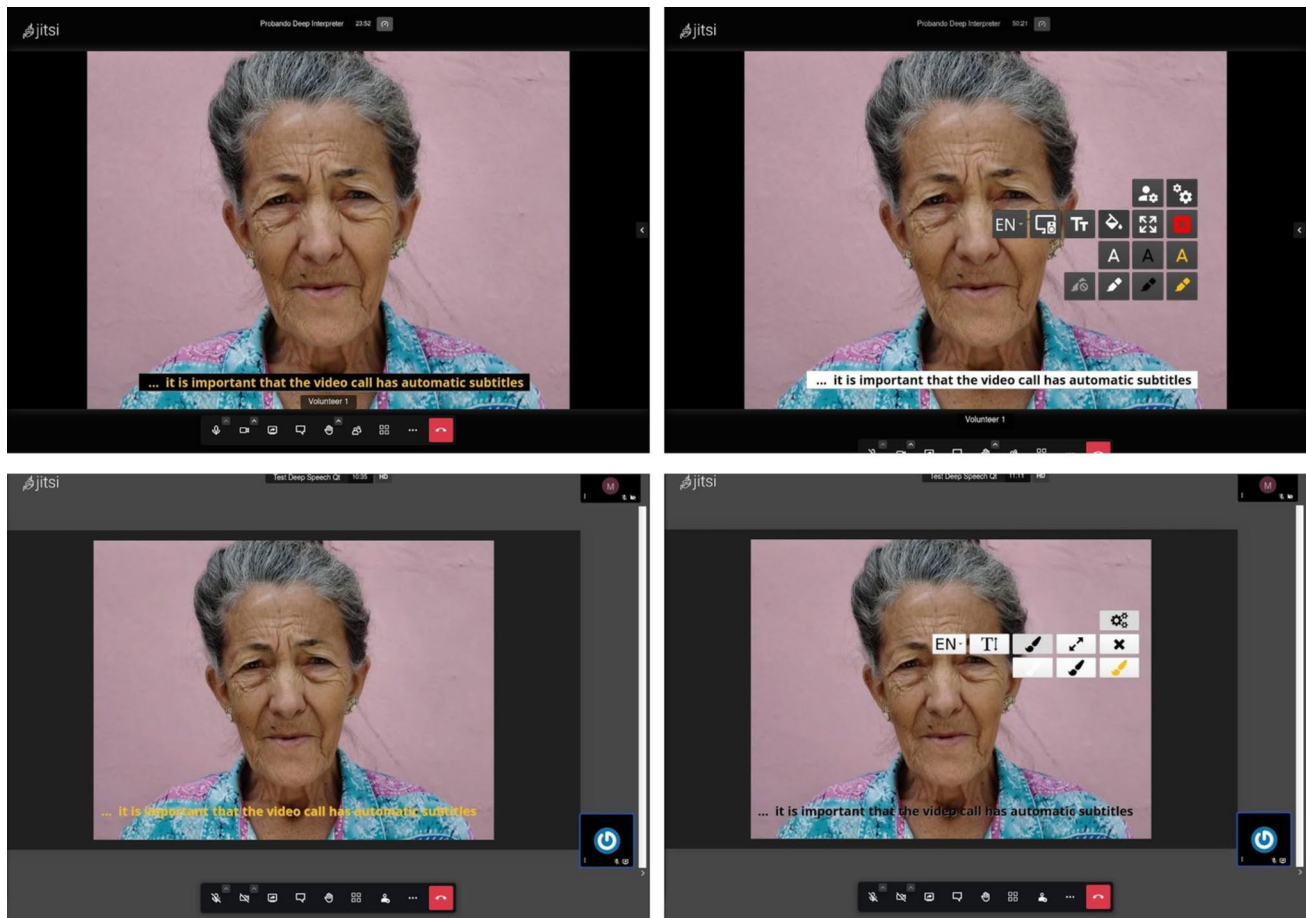 jitsi
Probando Deep Interpreter 23:52
... it is important that the video call has automatic subtitles
Volunteer 1
jitsi
Probando Deep Interpreter 50:21
EN
TT
A A A
... it is important that the video call has automatic subtitles
Volunteer 1
jitsi
Test Deep Speech Qt 10:35 HD
M
... it is important that the video call has automatic subtitles
jitsi
Test Deep Speech Qt 11:11 HD
M
EN
T
... it is important that the video call has automatic subtitles